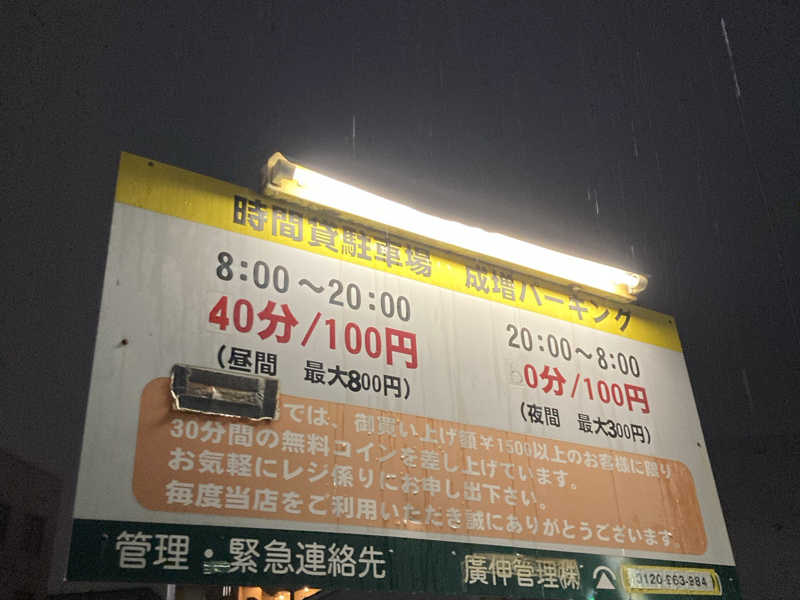 時間貸駐車場 成増パーキング
8:00～20:00
40分/100円
(昼間 最大800円)
20:00～8:00
0分/100円
(夜間 最大300円)
では、御買い上げ額¥1500以上のお客様に限り
30分間の無料コインを差し上げています。
お気軽にレジ係りにお申し出下さい。
毎度当店をご利用いただき誠にありがとうございます。
管理・緊急連絡先 廣伸管理㈱